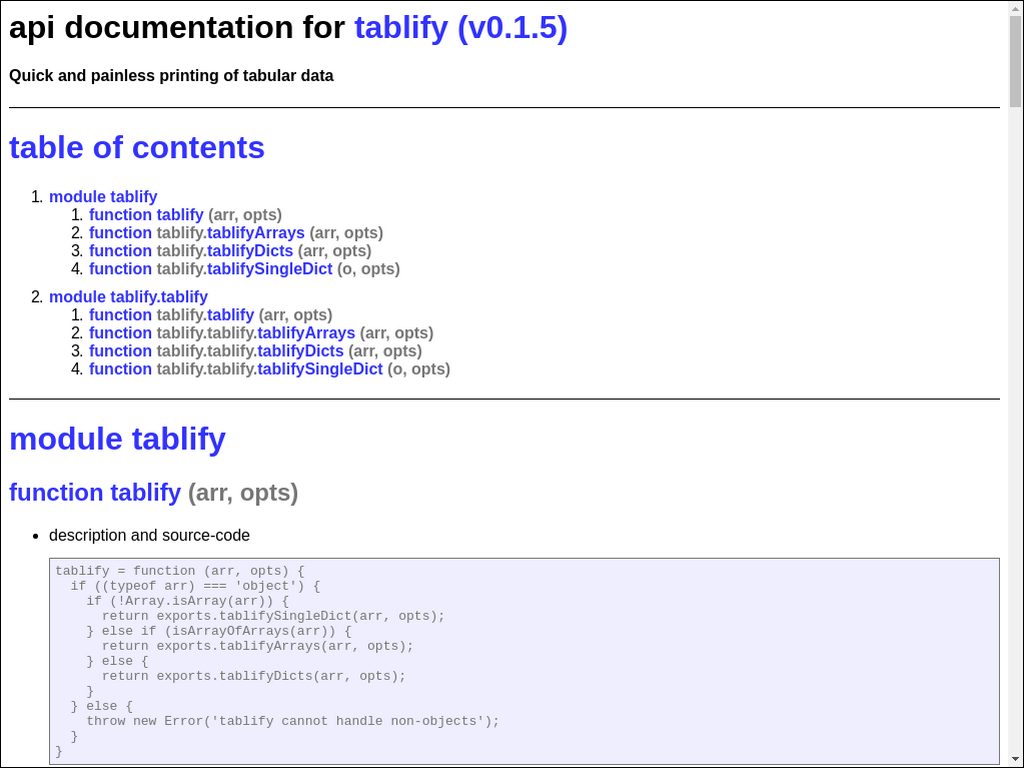 api documentation for tablify (v0.1.5)
Quick and painless printing of tabular data
table of contents
1. module tablify
1. function tablify (arr, opts)
2. function tablify.tablifyArrays (arr, opts)
3. function tablify.tablifyDicts (arr, opts)
4. function tablify.tablifySingleDict (o, opts)
2. module tablify.tablify
1. function tablify.tablify (arr, opts)
2. function tablify.tablify.tablifyArrays (arr, opts)
3. function tablify.tablify.tablifyDicts (arr, opts)
4. function tablify.tablify.tablifySingleDict (o, opts)
module tablify
function tablify (arr, opts)
• description and source-code
tablify = function (arr, opts) {
  if ((typeof arr) === 'object') {
    if (!Array.isArray(arr)) {
      return exports.tablifySingleDict(arr, opts);
    } else if (isArrayOfArrays(arr)) {
      return exports.tablifyArrays(arr, opts);
    } else {
      return exports.tablifyDicts(arr, opts);
    }
  } else {
    throw new Error('tablify cannot handle non-objects');
  }
}